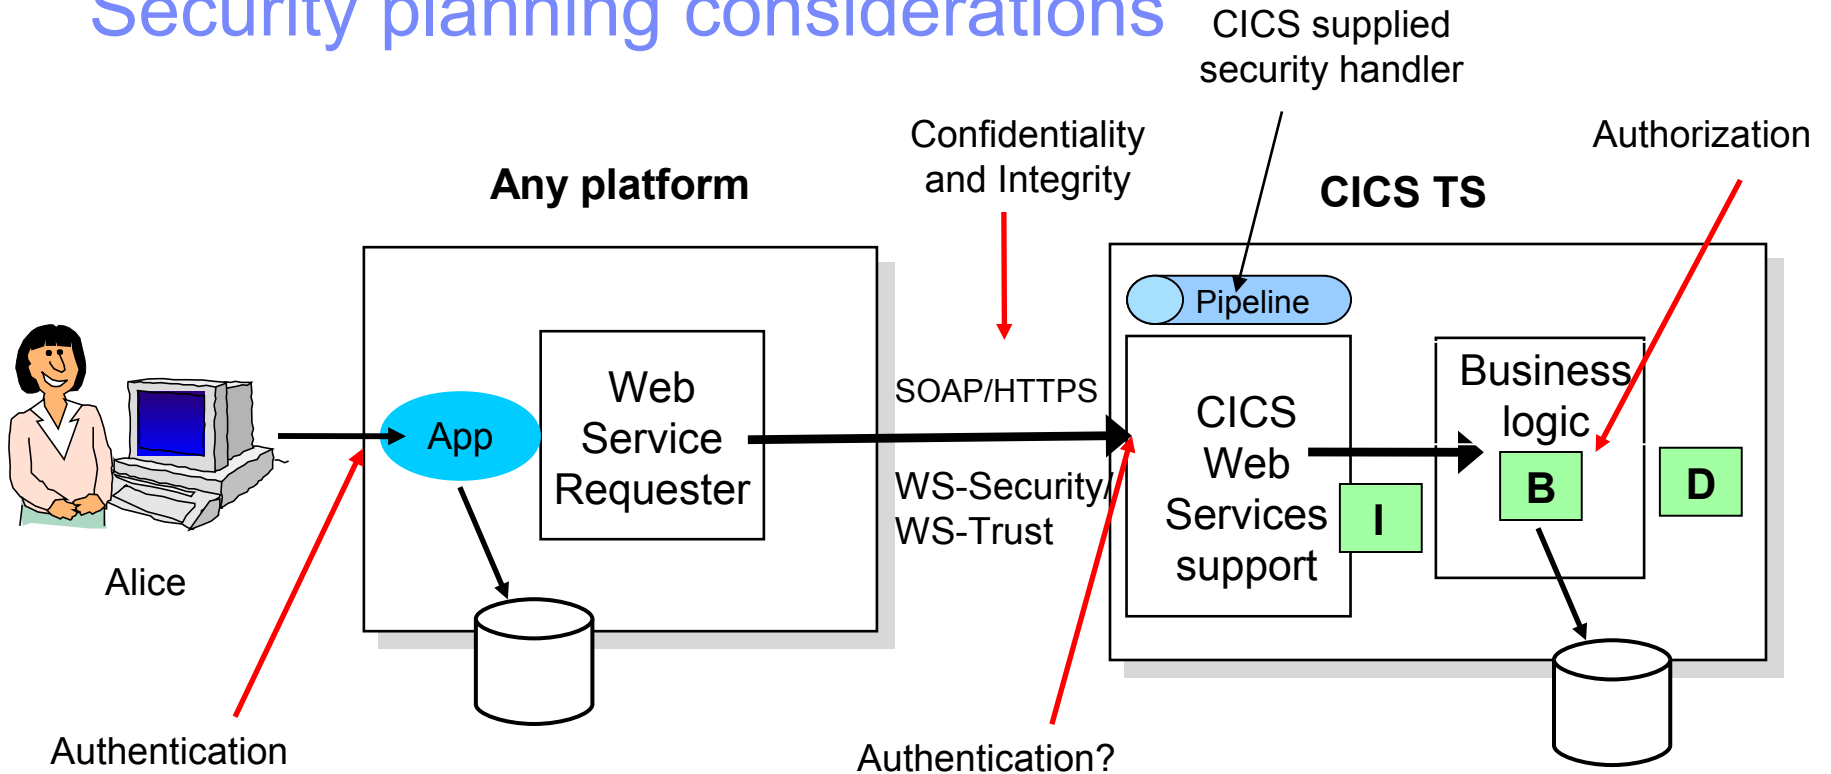 Security planning considerations
CICS supplied
security handler
Confidentiality
and Integrity
Authorization
Any platform
CICS TS
Pipeline
App
Web
Service
Requester
SOAP/HTTPS
WS-Security/
WS-Trust
CICS
Web
Services
support
I
Business
logic
B
D
Alice
Authentication
Authentication?